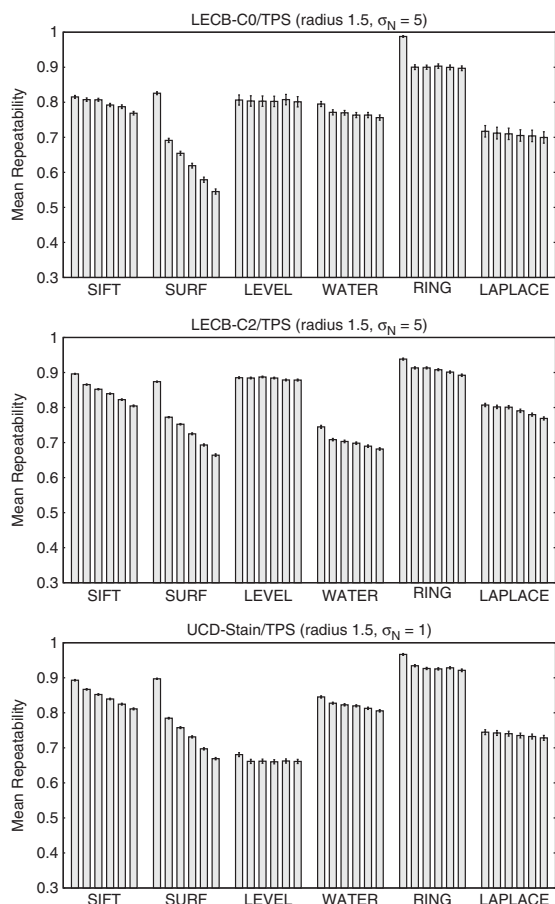 LECB-C0/TPS (radius 1.5, σN = 5)
1
0.9
0.8
0.7
0.6
0.5
0.4
0.3
Mean Repeatability
SIFT SURF LEVEL WATER RING LAPLACE
LECB-C2/TPS (radius 1.5, σN = 5)
1
0.9
0.8
0.7
0.6
0.5
0.4
0.3
Mean Repeatability
SIFT SURF LEVEL WATER RING LAPLACE
UCD-Stain/TPS (radius 1.5, σN = 1)
1
0.9
0.8
0.7
0.6
0.5
0.4
0.3
Mean Repeatability
SIFT SURF LEVEL WATER RING LAPLACE